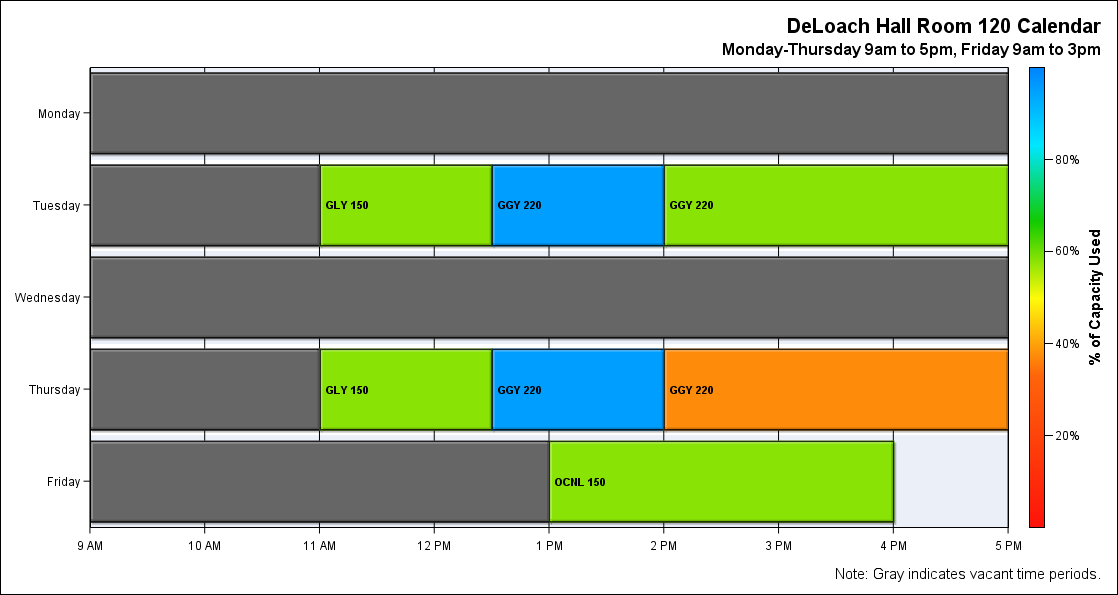 DeLoach Hall Room 120 Calendar
Monday-Thursday 9am to 5pm, Friday 9am to 3pm
Monday
Tuesday
GLY 150
GGY 220
GGY 220
Wednesday
Thursday
GLY 150
GGY 220
GGY 220
Friday
OCNL 150
9 AM
10 AM
11 AM
12 PM
1 PM
2 PM
3 PM
4 PM
5 PM
80%
60%
40%
20%
% of Capacity Used
Note: Gray indicates vacant time periods.